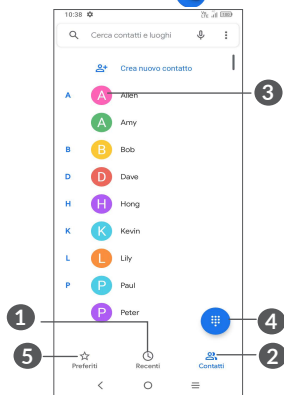 10:38
Cerca contatti e luoghi
Crea nuovo contatto
3
A A Allen
A Amy
B B Bob
D D Dave
H H Hong
K K Kevin
L L Lily
P P Paul
P Peter
1
4
5
2
Preferiti Recenti Contatti